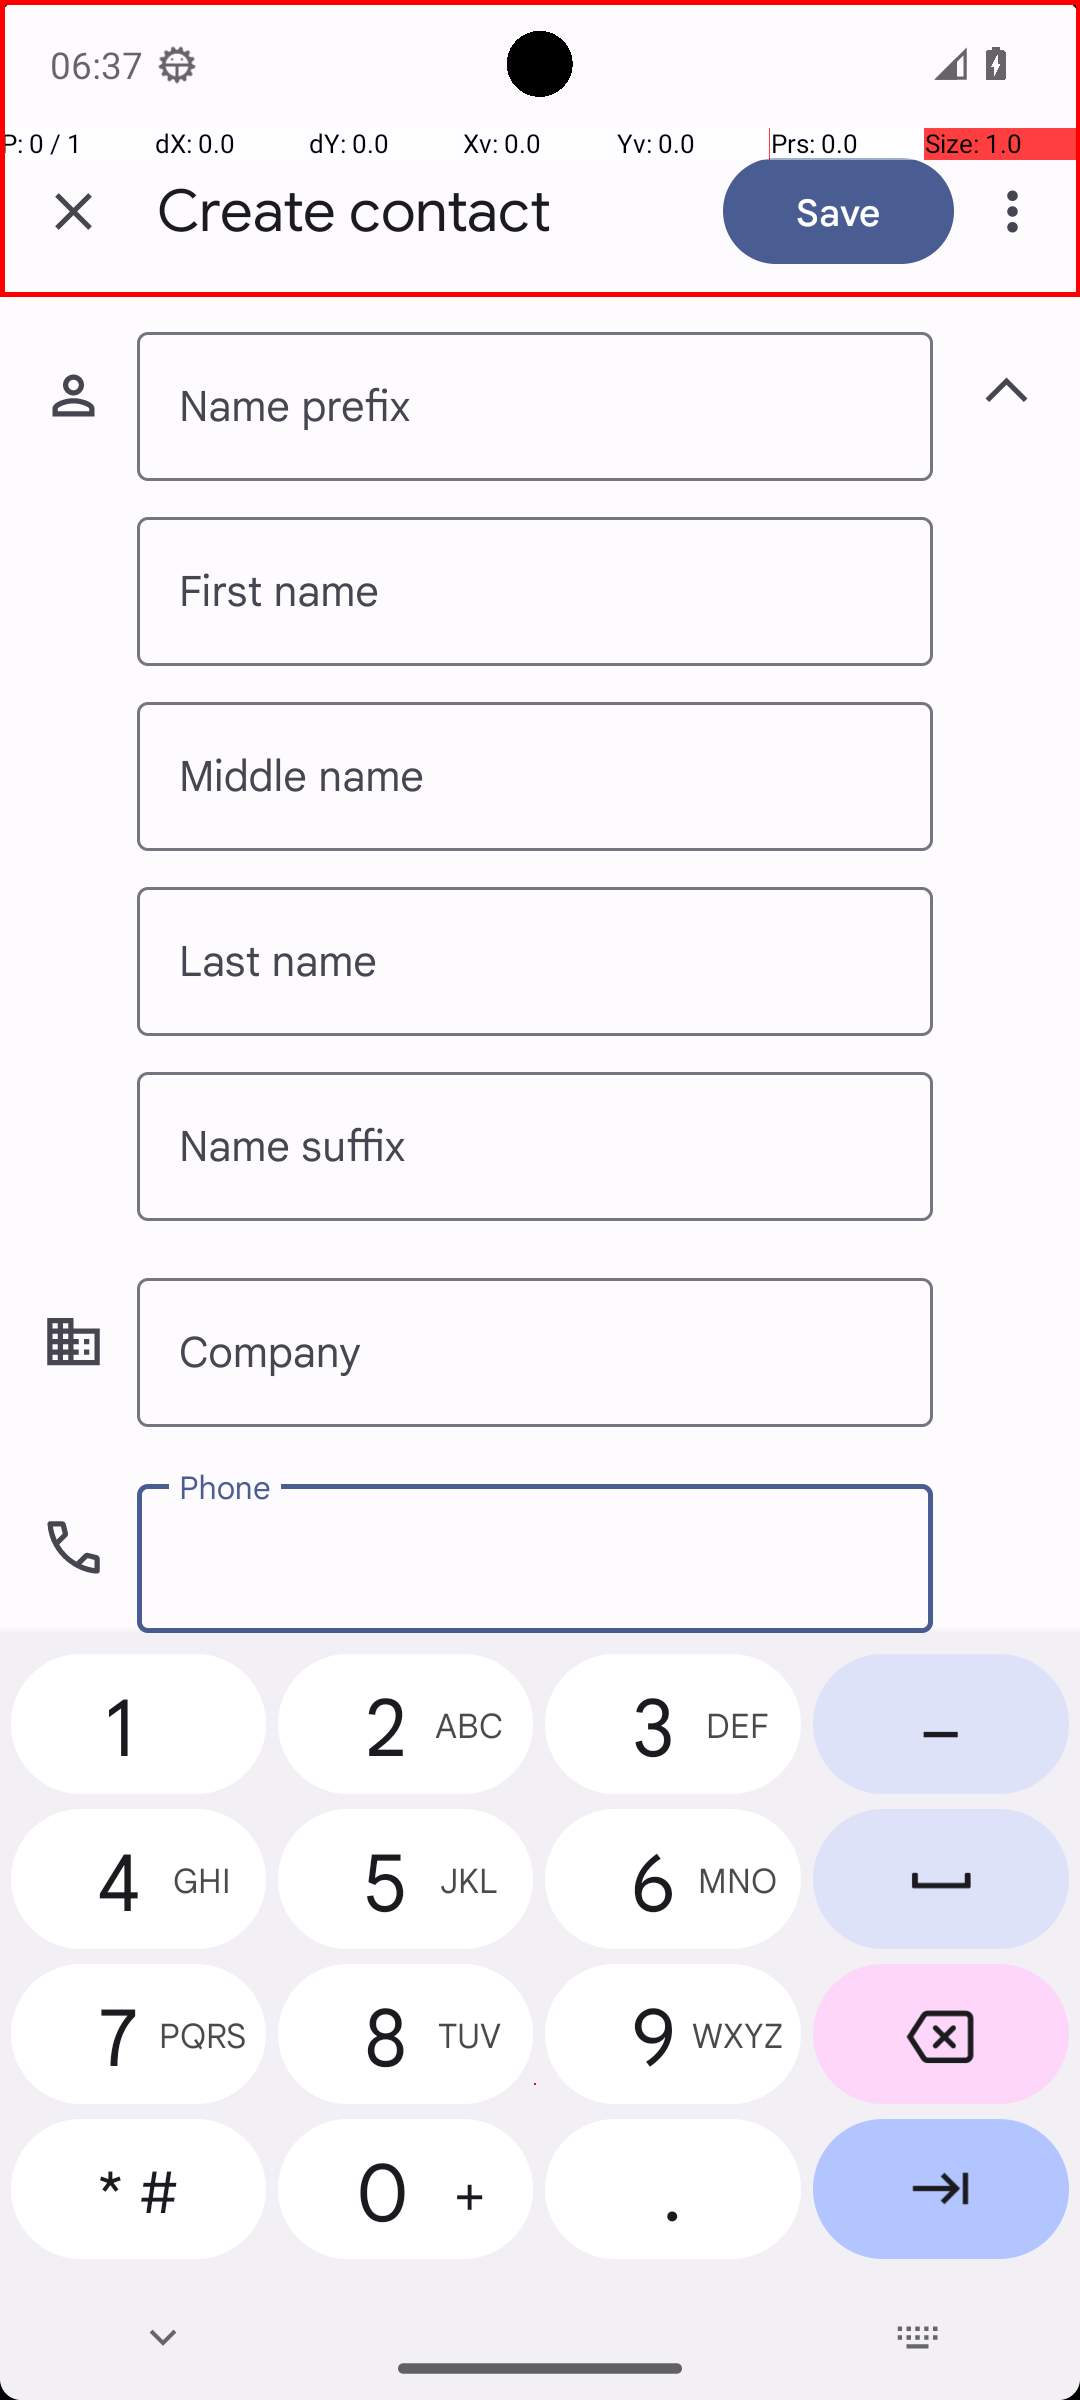 06:37
P: 0 / 1 dX: 0.0 dY: 0.0 Xv: 0.0 Yv: 0.0 Prs: 0.0 Size: 1.0
Create contact Save
Name prefix
First name
Middle name
Last name
Name suffix
Company
Phone
1 2 ABC 3 DEF –
4 GHI 5 JKL 6 MNO
7 PQRS 8 TUV 9 WXYZ
* # 0 + .